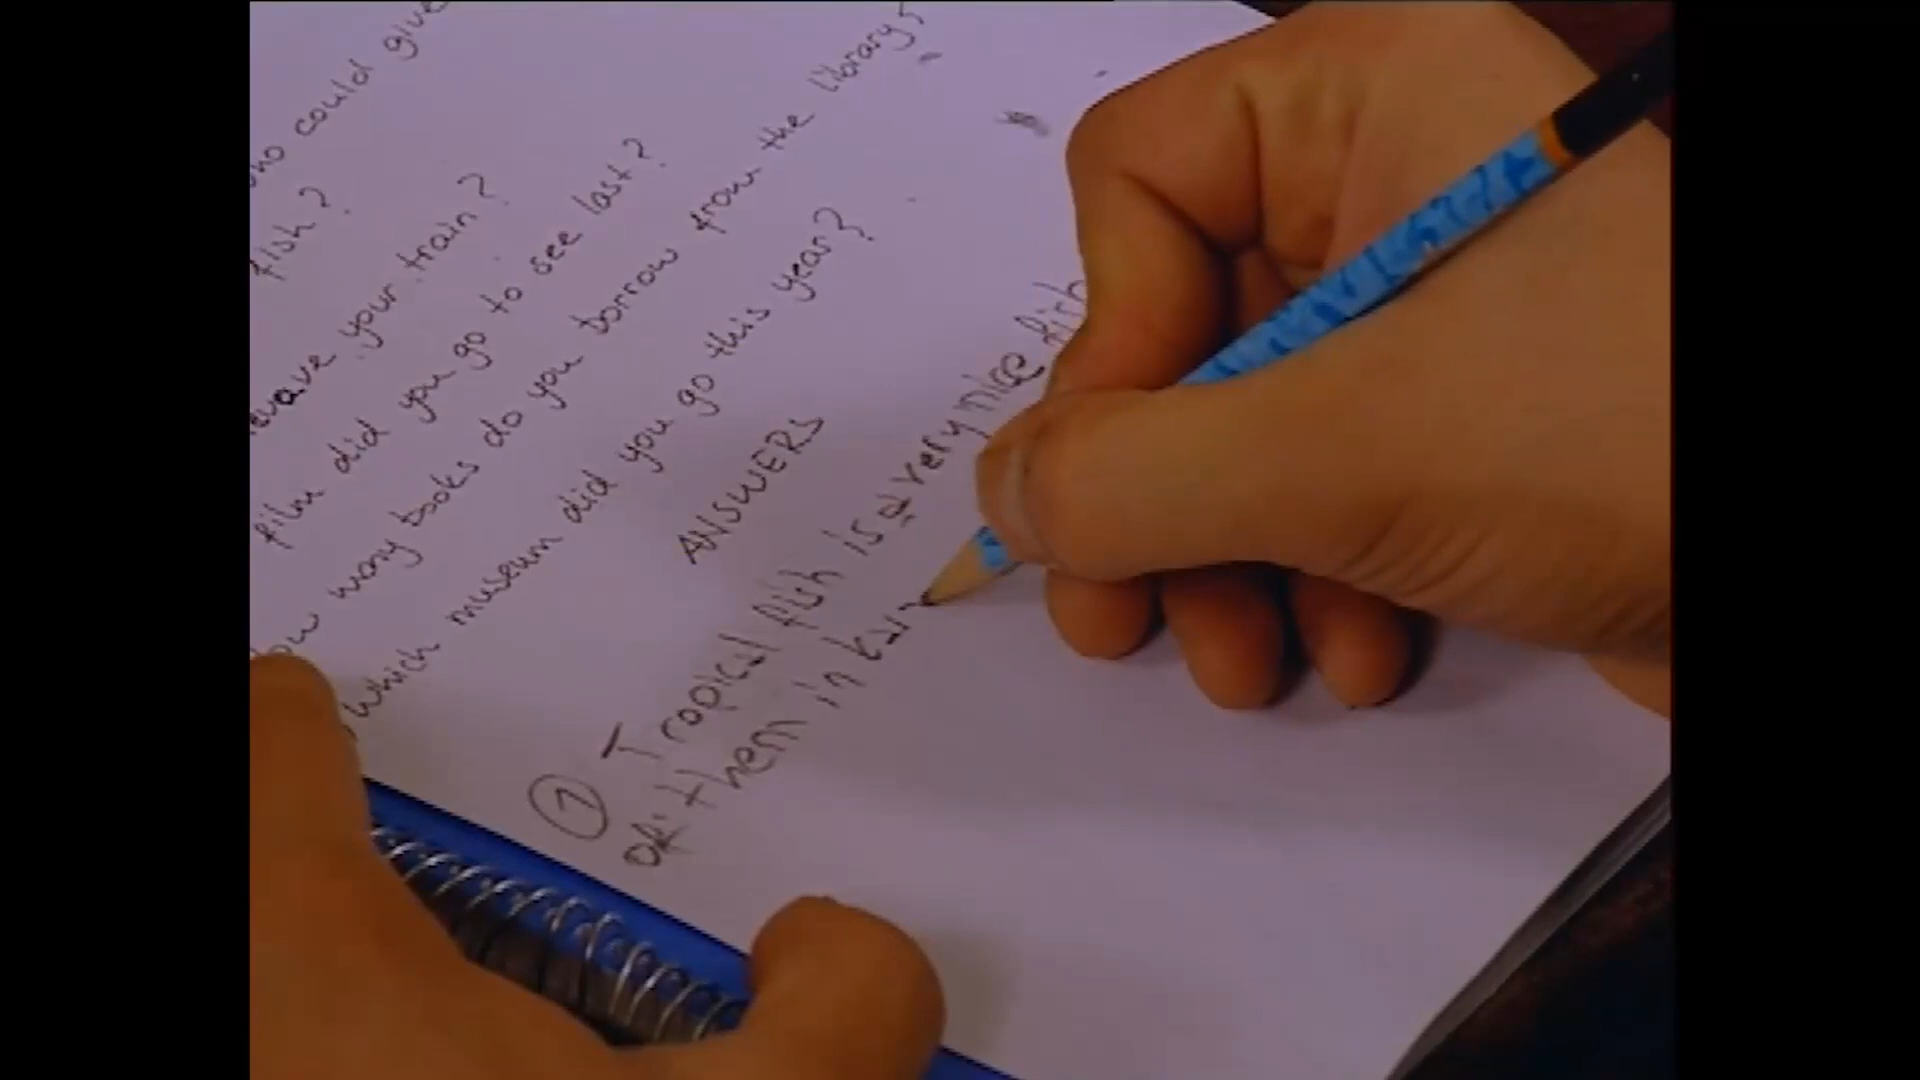 who could give
fish?
leave your train?
film did you go to see last?
how many books do you borrow from the library?
which museum did you go this year?
ANSWERS
① Tropical fish is a very nice fish
of them in